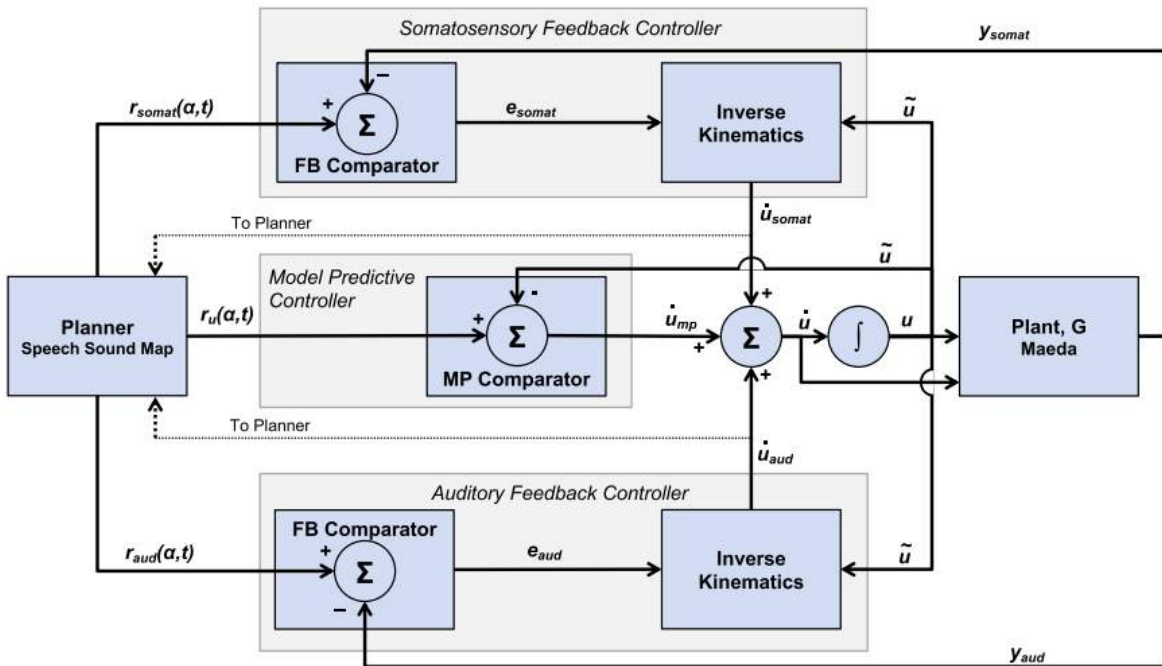 Somatosensory Feedback Controller
y_somat
−
r_somat(α,t)
+
Σ
e_somat
Inverse
Kinematics
ũ
FB Comparator
To Planner
u̇_somat
Model Predictive
Controller
ũ
-
+
Planner
Speech Sound Map
r_u(α,t)
+
Σ
u̇_mp
+
Σ
u̇
∫
u
Plant, G
Maeda
MP Comparator
+
To Planner
u̇_aud
Auditory Feedback Controller
FB Comparator
r_aud(α,t)
+
Σ
e_aud
Inverse
Kinematics
ũ
−
y_aud